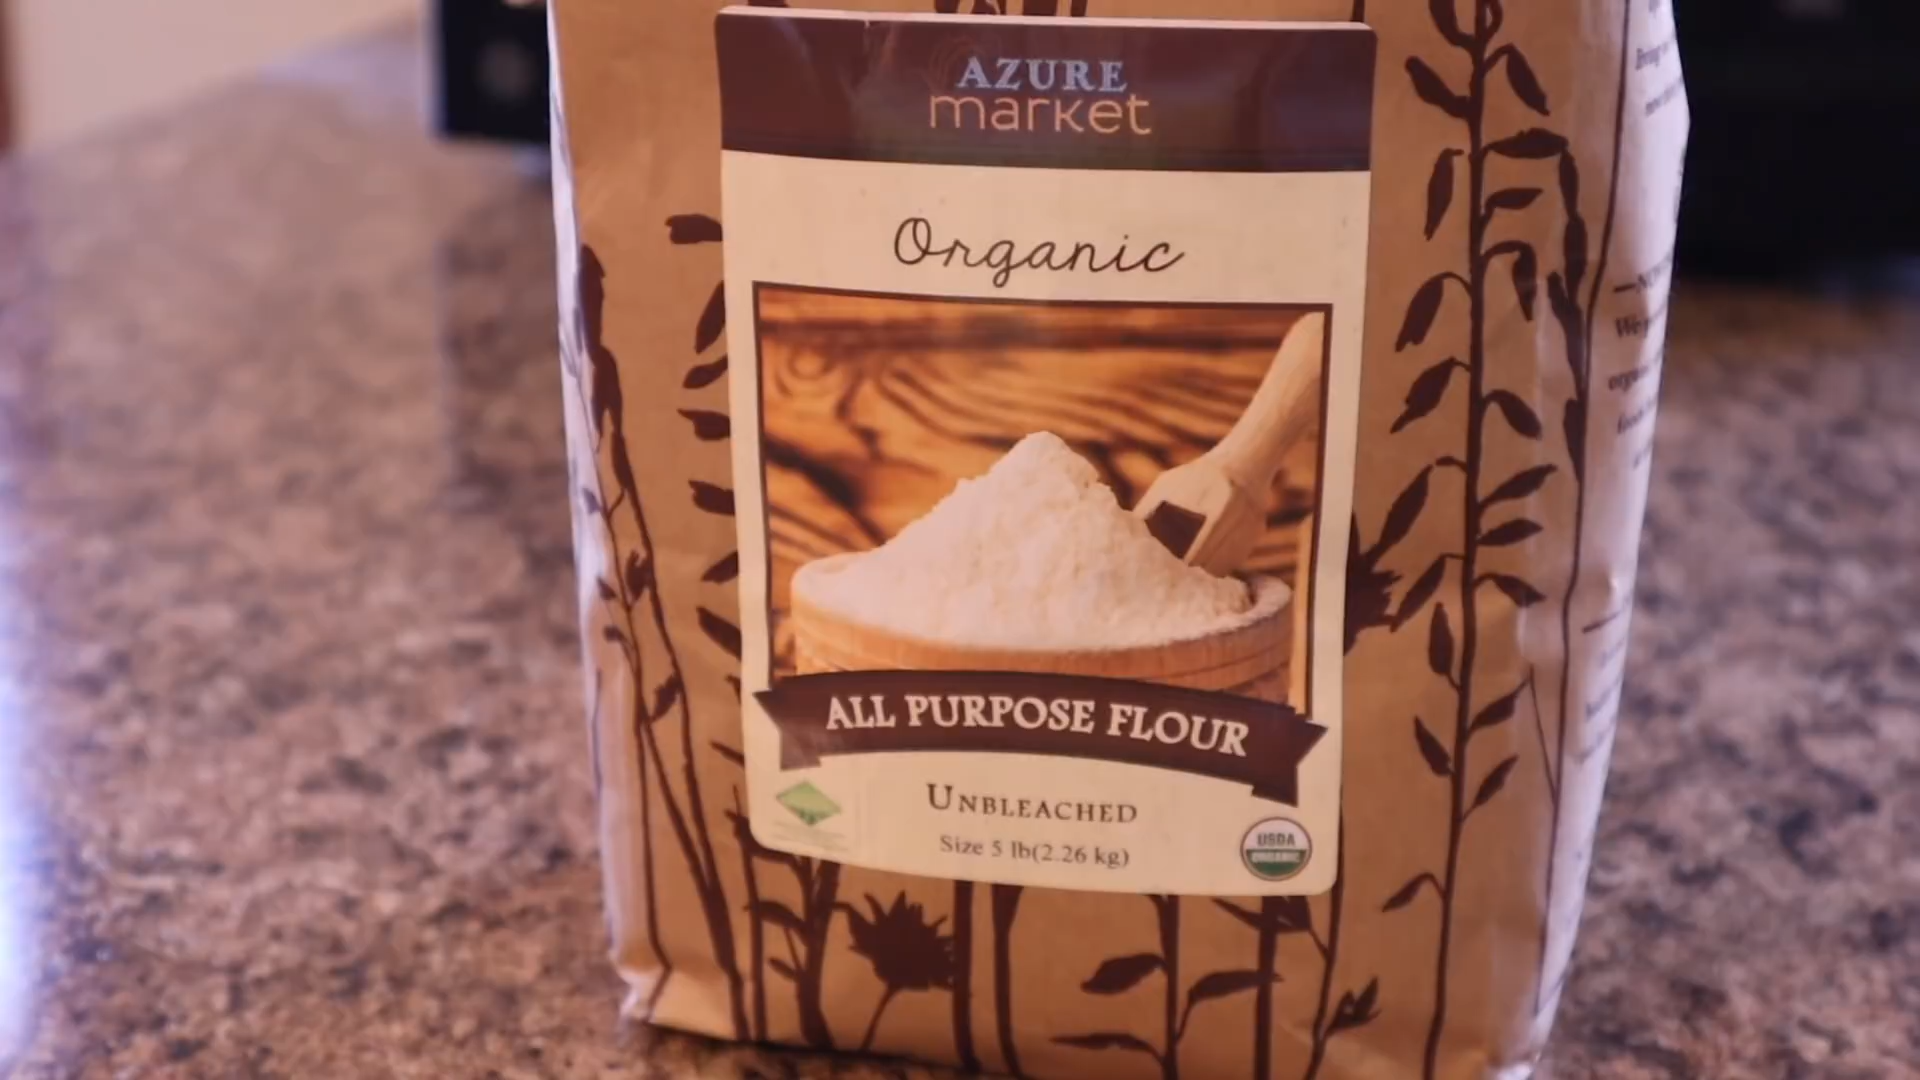 AZURE
market
Organic
ALL PURPOSE FLOUR
UNBLEACHED
Size 5 lb(2.26 kg)
USDA
ORGANIC